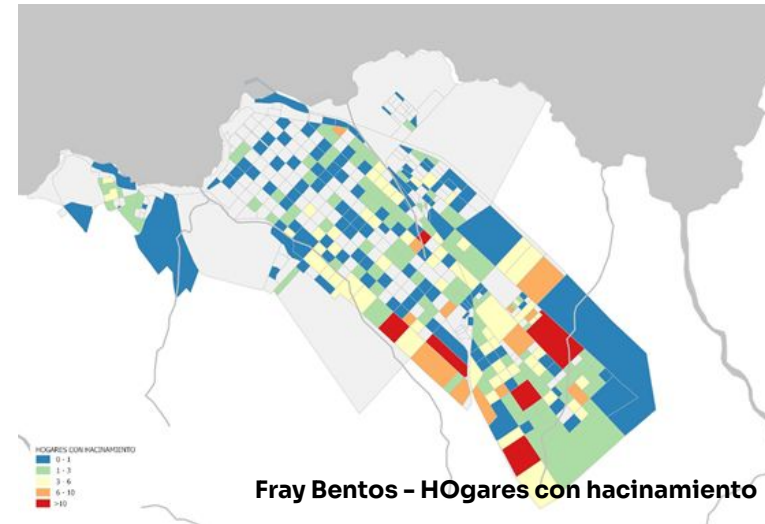 HOGARES CON HACINAMIENTO
0 - 1
1 - 3
3 - 6
6 - 10
>10
Fray Bentos - HOgares con hacinamiento